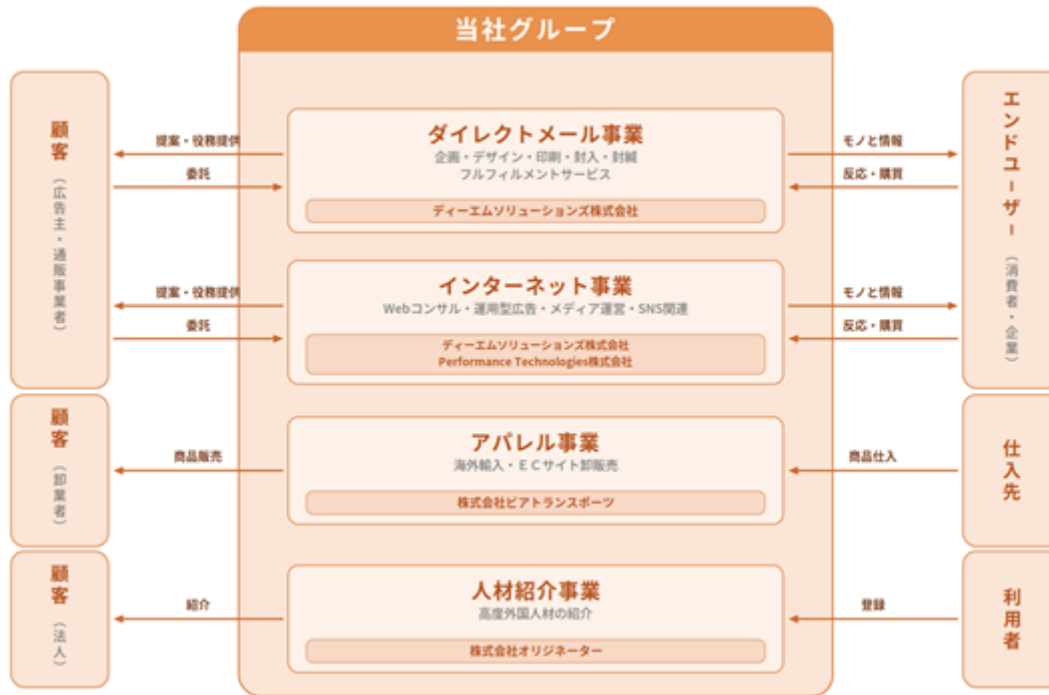 当社グループ
顧客（広告主・通販事業者）
提案・役務提供
委託
ダイレクトメール事業
企画・デザイン・印刷・封入・封緘
フルフィルメントサービス
ディーエムソリューションズ株式会社
モノと情報
反応・購買
エンドユーザー（消費者・企業）
提案・役務提供
委託
インターネット事業
Webコンサル・運用型広告・メディア運営・SNS関連
ディーエムソリューションズ株式会社
Performance Technologies株式会社
モノと情報
反応・購買
顧客（卸業者）
商品販売
アパレル事業
海外輸入・ＥＣサイト卸販売
株式会社ビアトランスポーツ
商品仕入
仕入先
顧客（法人）
紹介
人材紹介事業
高度外国人材の紹介
株式会社オリジネーター
登録
利用者